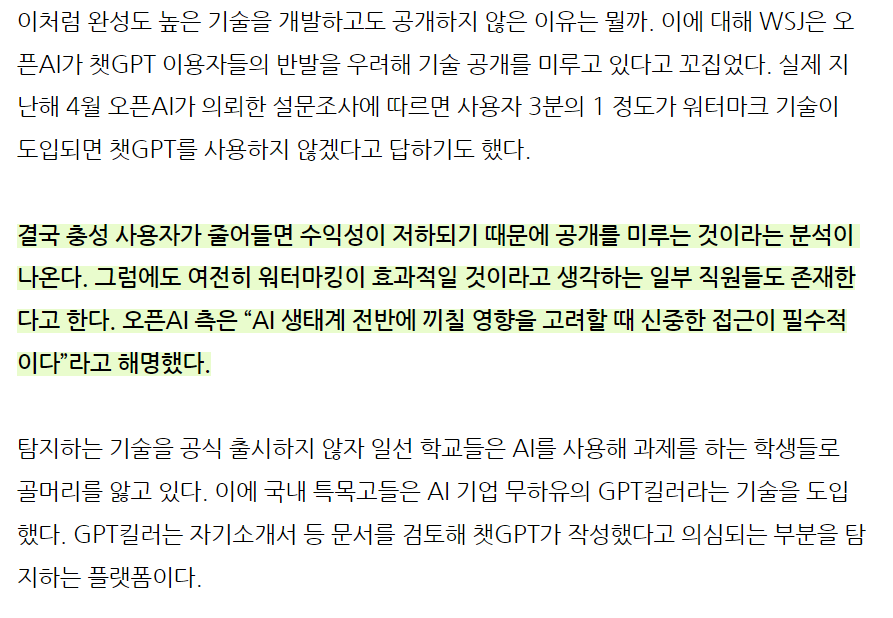 이처럼 완성도 높은 기술을 개발하고도 공개하지 않은 이유는 뭘까. 이에 대해 WSJ은 오
픈AI가 챗GPT 이용자들의 반발을 우려해 기술 공개를 미루고 있다고 꼬집었다. 실제 지
난해 4월 오픈AI가 의뢰한 설문조사에 따르면 사용자 3분의 1 정도가 워터마크 기술이
도입되면 챗GPT를 사용하지 않겠다고 답하기도 했다.
결국 충성 사용자가 줄어들면 수익성이 저하되기 때문에 공개를 미루는 것이라는 분석이
나온다. 그럼에도 여전히 워터마킹이 효과적일 것이라고 생각하는 일부 직원들도 존재한
다고 한다. 오픈AI 측은 “AI 생태계 전반에 끼칠 영향을 고려할 때 신중한 접근이 필수적
이다”라고 해명했다.
탐지하는 기술을 공식 출시하지 않자 일선 학교들은 AI를 사용해 과제를 하는 학생들로
골머리를 앓고 있다. 이에 국내 특목고들은 AI 기업 무하유의 GPT킬러라는 기술을 도입
했다. GPT킬러는 자기소개서 등 문서를 검토해 챗GPT가 작성했다고 의심되는 부분을 탐
지하는 플랫폼이다.